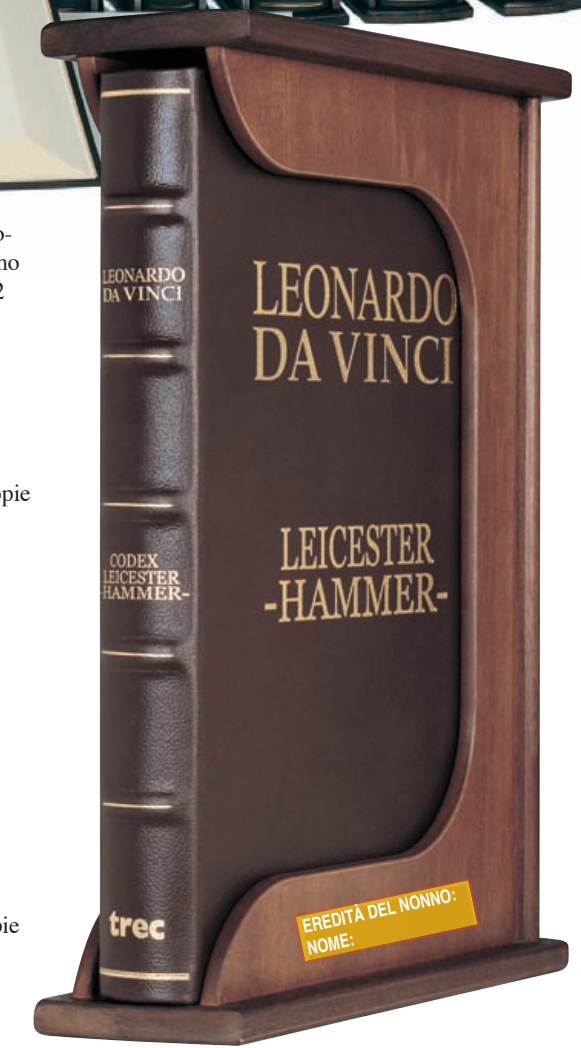 LEONARDO
DA VINCI
CODEX
LEICESTER
-HAMMER-
trec
LEONARDO
DA VINCI
LEICESTER
-HAMMER-
EREDITÀ DEL NONNO:
NOME: